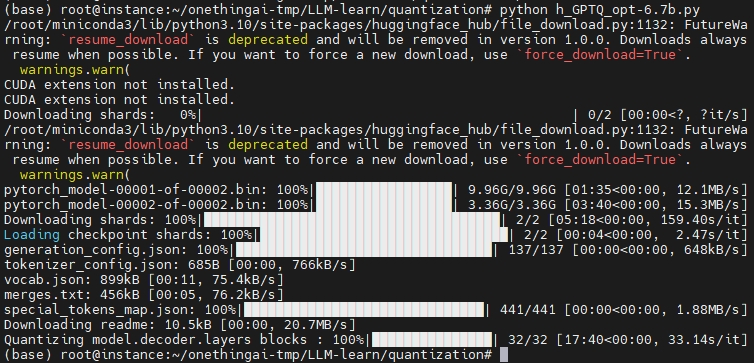 (base) root@instance:~/onethingai-tmp/LLM-learn/quantization# python h_GPTQ_opt-6.7b.py
/root/miniconda3/lib/python3.10/site-packages/huggingface_hub/file_download.py:1132: FutureWa
rning: `resume_download` is deprecated and will be removed in version 1.0.0. Downloads always
 resume when possible. If you want to force a new download, use `force_download=True`.
  warnings.warn(
CUDA extension not installed.
CUDA extension not installed.
Downloading shards:   0%|                                      | 0/2 [00:00<?, ?it/s]
/root/miniconda3/lib/python3.10/site-packages/huggingface_hub/file_download.py:1132: FutureWa
rning: `resume_download` is deprecated and will be removed in version 1.0.0. Downloads always
 resume when possible. If you want to force a new download, use `force_download=True`.
  warnings.warn(
pytorch_model-00001-of-00002.bin: 100%|██████████████████| 9.96G/9.96G [01:35<00:00, 12.1MB/s]
pytorch_model-00002-of-00002.bin: 100%|██████████████████| 3.36G/3.36G [03:40<00:00, 15.3MB/s]
Downloading shards: 100%|██████████████████████████████████████| 2/2 [05:18<00:00, 159.40s/it]
Loading checkpoint shards: 100%|████████████████████████████████| 2/2 [00:04<00:00,  2.47s/it]
generation_config.json: 100%|█████████████████████████████████| 137/137 [00:00<00:00, 648kB/s]
tokenizer_config.json: 685B [00:00, 766kB/s]
vocab.json: 899kB [00:11, 75.4kB/s]
merges.txt: 456kB [00:05, 76.2kB/s]
special_tokens_map.json: 100%|███████████████████████████████| 441/441 [00:00<00:00, 1.88MB/s]
Downloading readme: 10.5kB [00:00, 20.7MB/s]
Quantizing model.decoder.layers blocks : 100%|████████████████| 32/32 [17:40<00:00, 33.14s/it]
(base) root@instance:~/onethingai-tmp/LLM-learn/quantization#